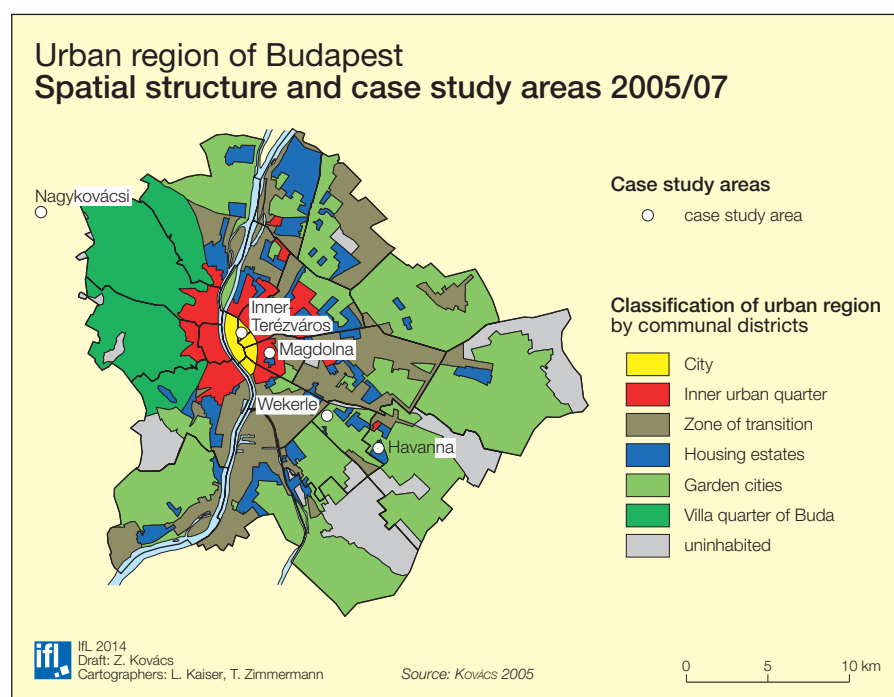 Urban region of Budapest
Spatial structure and case study areas 2005/07
Nagykovácsi
Inner-
Terézváros
Magdolna
Wekerle
Havanna
Case study areas
case study area
Classification of urban region
by communal districts
City
Inner urban quarter
Zone of transition
Housing estates
Garden cities
Villa quarter of Buda
uninhabited
ifl
IfL 2014
Draft: Z. Kovács
Cartographers: L. Kaiser, T. Zimmermann
Source: KOVÁCS 2005
0 5 10 km